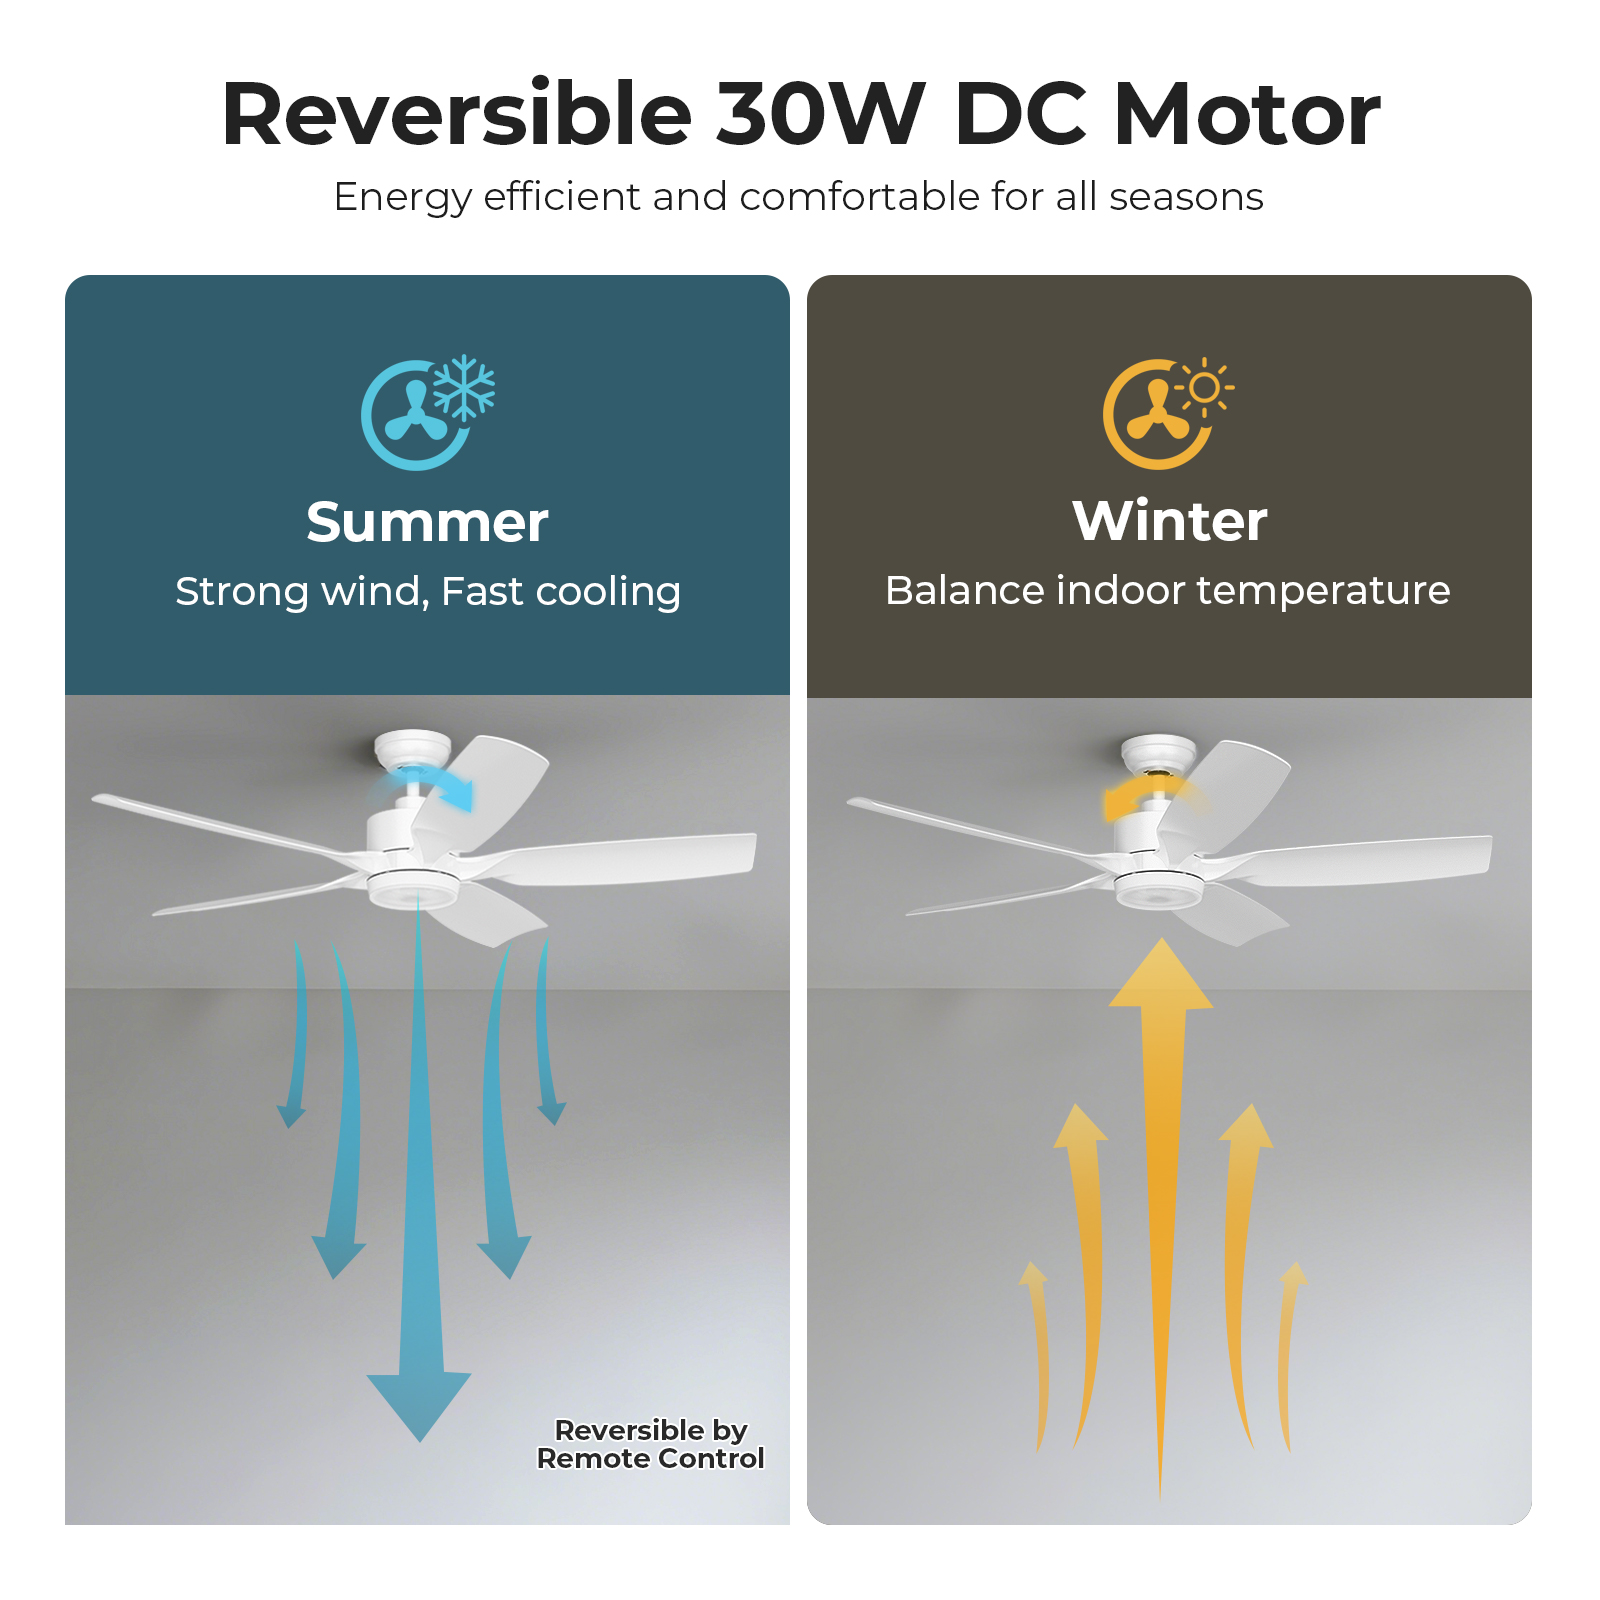 Reversible 30W DC Motor
Energy efficient and comfortable for all seasons
Summer
Strong wind, Fast cooling
Reversible by
Remote Control
Winter
Balance indoor temperature